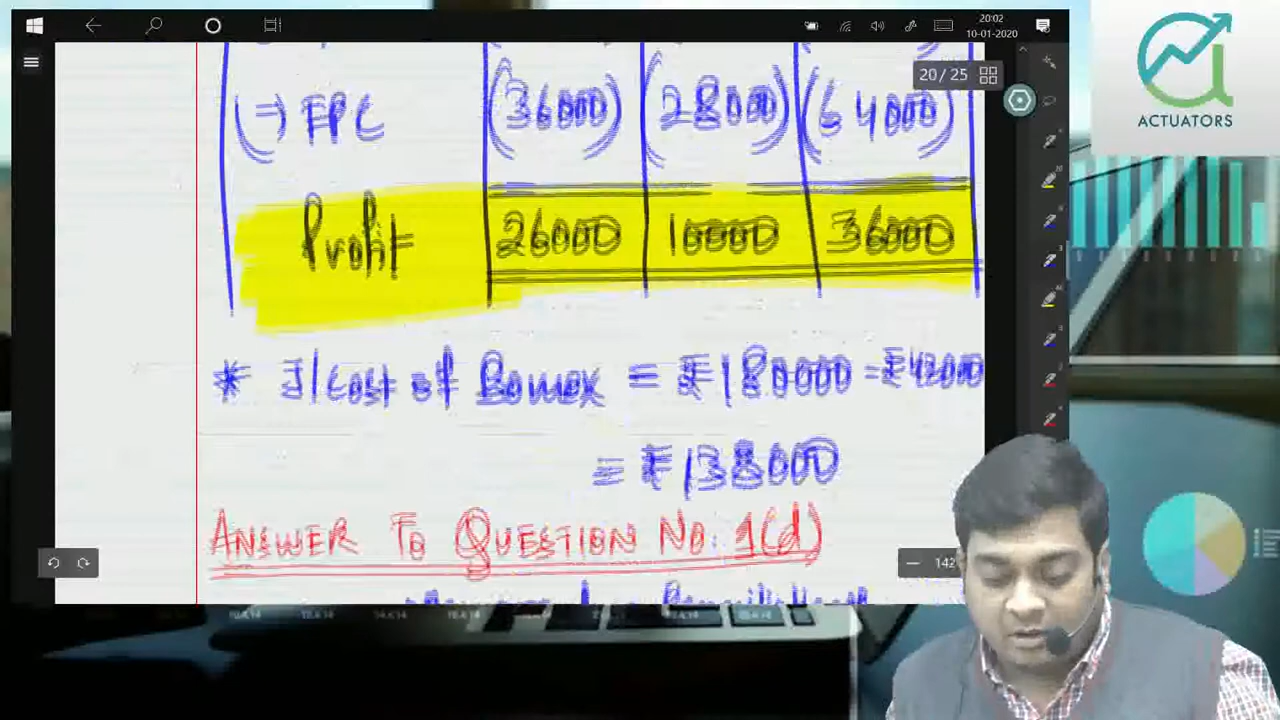 20:02
10-01-2020
20 / 25
ACTUATORS
(-) FPC (36000) (28000) (64000)
Profit 26000 10000 36000
* J/Cost of Bomex = ₹180000 - ₹42000
= ₹138000
ANSWER TO QUESTION NO. 1(d)
142